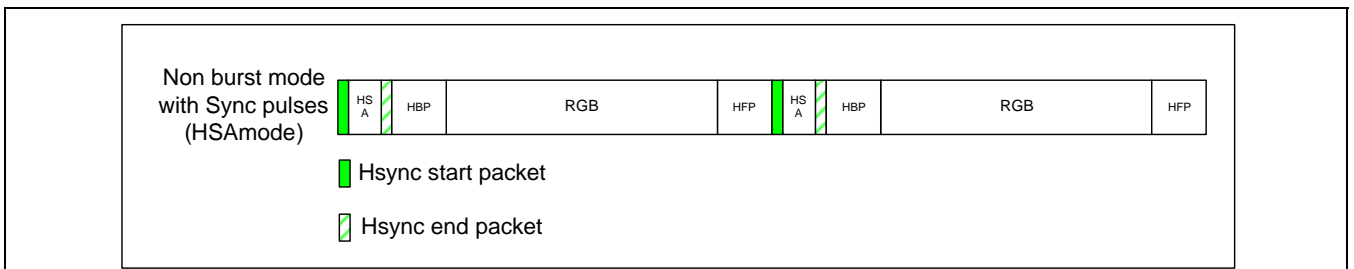 Non burst mode
with Sync pulses
(HSAmode)
HS
A
HBP
RGB
HFP
HS
A
HBP
RGB
HFP
Hsync start packet
Hsync end packet